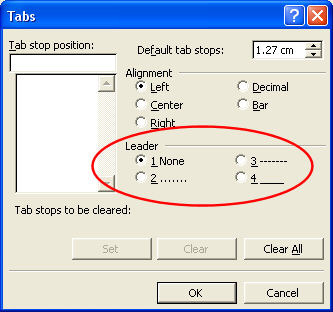 Tabs
Tab stop position:
Default tab stops: 1.27 cm
Alignment
Left Decimal
Center Bar
Right
Leader
1 None 3 -------
2 ....... 4 ____
Tab stops to be cleared:
Set Clear Clear All
OK Cancel